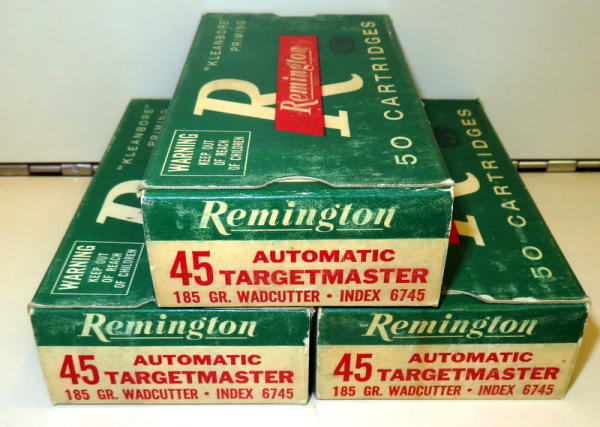 "KLEANBORE"
PRIMING
R
Remington
50 CARTRIDGES
WARNING
KEEP OUT
OF REACH
OF CHILDREN
Remington
45 AUTOMATIC
TARGETMASTER
185 GR. WADCUTTER • INDEX 6745
"KLEANBORE"
PRIMING
R
WARNING
KEEP OUT
OF REACH
OF CHILDREN
Remington
45 AUTOMATIC
TARGETMASTER
185 GR. WADCUTTER • INDEX 6745
R
50 CARTRIDGES
Remington
45 AUTOMATIC
TARGETMASTER
185 GR. WADCUTTER • INDEX 6745